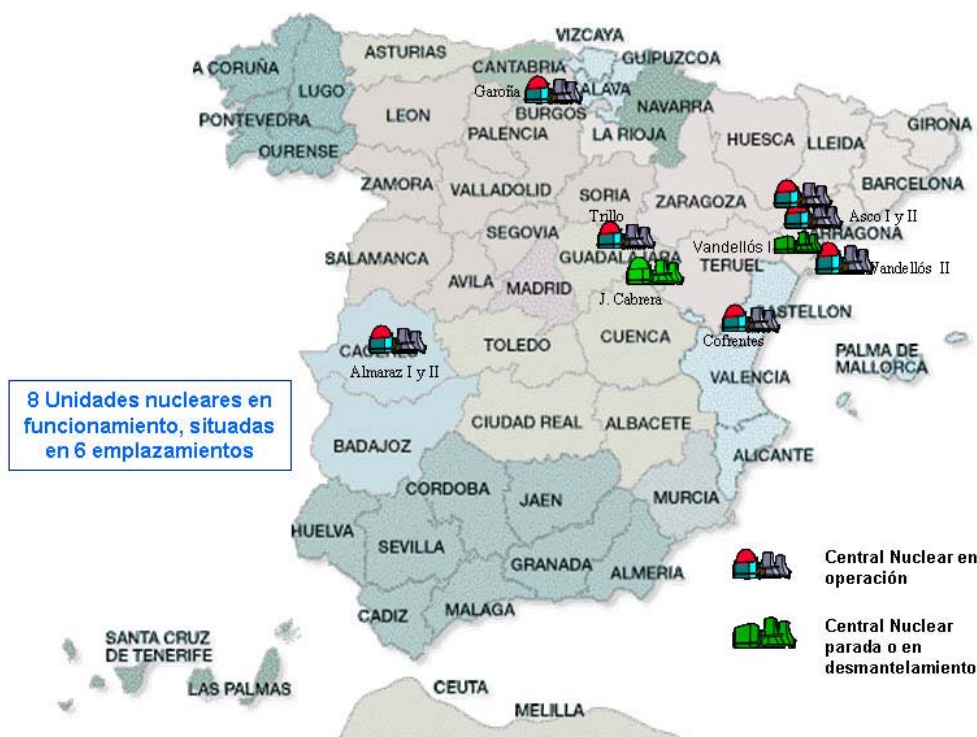 VIZCAYA
ASTURIAS
GUIPUZCOA
CANTABRIA
A CORUÑA
LUGO
Garoña
ALAVA
NAVARRA
LEON
BURGOS
PONTEVEDRA
PALENCIA
LA RIOJA
HUESCA
LLEIDA
GIRONA
OURENSE
ZAMORA
VALLADOLID
SORIA
ZARAGOZA
BARCELONA
Trillo
Asco I y II
SEGOVIA
TARRAGONA
SALAMANCA
GUADALAJARA
Vandellós I
TERUEL
Vandellós II
AVILA
MADRID
J. Cabrera
CASTELLON
CUENCA
Cofrentes
CACERES
TOLEDO
PALMA DE
MALLORCA
Almaraz I y II
VALENCIA
8 Unidades nucleares en
funcionamiento, situadas
en 6 emplazamientos
CIUDAD REAL
ALBACETE
BADAJOZ
ALICANTE
CORDOBA
JAEN
MURCIA
HUELVA
SEVILLA
GRANADA
ALMERIA
Central Nuclear en
operación
CADIZ
MALAGA
Central Nuclear
parada o en
desmantelamiento
SANTA CRUZ
DE TENERIFE
LAS PALMAS
CEUTA
MELILLA